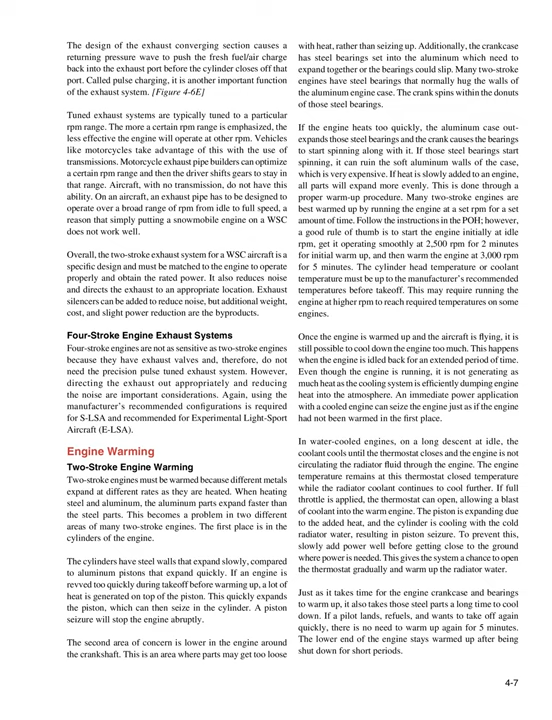 The design of the exhaust converging section causes a
returning pressure wave to push the fresh fuel/air charge
back into the exhaust port before the cylinder closes off that
port. Called pulse charging, it is another important function
of the exhaust system. [Figure 4-6E]
Tuned exhaust systems are typically tuned to a particular
rpm range. The more a certain rpm range is emphasized, the
less effective the engine will operate at other rpm. Vehicles
like motorcycles take advantage of this with the use of
transmissions. Motorcycle exhaust pipe builders can optimize
a certain rpm range and then the driver shifts gears to stay in
that range. Aircraft, with no transmission, do not have this
ability. On an aircraft, an exhaust pipe has to be designed to
operate over a broad range of rpm from idle to full speed, a
reason that simply putting a snowmobile engine on a WSC
does not work well.
Overall, the two-stroke exhaust system for a WSC aircraft is a
specific design and must be matched to the engine to operate
properly and obtain the rated power. It also reduces noise
and directs the exhaust to an appropriate location. Exhaust
silencers can be added to reduce noise, but additional weight,
cost, and slight power reduction are the byproducts.
Four-Stroke Engine Exhaust Systems
Four-stroke engines are not as sensitive as two-stroke engines
because they have exhaust valves and, therefore, do not
need the precision pulse tuned exhaust system. However,
directing the exhaust out appropriately and reducing
the noise are important considerations. Again, using the
manufacturer's recommended configurations is required
for S-LSA and recommended for Experimental Light-Sport
Aircraft (E-LSA).
Engine Warming
Two-Stroke Engine Warming
Two-stroke engines must be warmed because different metals
expand at different rates as they are heated. When heating
steel and aluminum, the aluminum parts expand faster than
the steel parts. This becomes a problem in two different
areas of many two-stroke engines. The first place is in the
cylinders of the engine.
The cylinders have steel walls that expand slowly, compared
to aluminum pistons that expand quickly. If an engine is
revved too quickly during takeoff before warming up, a lot of
heat is generated on top of the piston. This quickly expands
the piston, which can then seize in the cylinder. A piston
seizure will stop the engine abruptly.
The second area of concern is lower in the engine around
the crankshaft. This is an area where parts may get too loose
with heat, rather than seizing up. Additionally, the crankcase
has steel bearings set into the aluminum which need to
expand together or the bearings could slip. Many two-stroke
engines have steel bearings that normally hug the walls of
the aluminum engine case. The crank spins within the donuts
of those steel bearings.
If the engine heats too quickly, the aluminum case out-
expands those steel bearings and the crank causes the bearings
to start spinning along with it. If those steel bearings start
spinning, it can ruin the soft aluminum walls of the case,
which is very expensive. If heat is slowly added to an engine,
all parts will expand more evenly. This is done through a
proper warm-up procedure. Many two-stroke engines are
best warmed up by running the engine at a set rpm for a set
amount of time. Follow the instructions in the POH; however,
a good rule of thumb is to start the engine initially at idle
rpm, get it operating smoothly at 2,500 rpm for 2 minutes
for initial warm up, and then warm the engine at 3,000 rpm
for 5 minutes. The cylinder head temperature or coolant
temperature must be up to the manufacturer's recommended
temperatures before takeoff. This may require running the
engine at higher rpm to reach required temperatures on some
engines.
Once the engine is warmed up and the aircraft is flying, it is
still possible to cool down the engine too much. This happens
when the engine is idled back for an extended period of time.
Even though the engine is running, it is not generating as
much heat as the cooling system is efficiently dumping engine
heat into the atmosphere. An immediate power application
with a cooled engine can seize the engine just as if the engine
had not been warmed in the first place.
In water-cooled engines, on a long descent at idle, the
coolant cools until the thermostat closes and the engine is not
circulating the radiator fluid through the engine. The engine
temperature remains at this thermostat closed temperature
while the radiator coolant continues to cool further. If full
throttle is applied, the thermostat can open, allowing a blast
of coolant into the warm engine. The piston is expanding due
to the added heat, and the cylinder is cooling with the cold
radiator water, resulting in piston seizure. To prevent this,
slowly add power well before getting close to the ground
where power is needed. This gives the system a chance to open
the thermostat gradually and warm up the radiator water.
Just as it takes time for the engine crankcase and bearings
to warm up, it also takes those steel parts a long time to cool
down. If a pilot lands, refuels, and wants to take off again
quickly, there is no need to warm up again for 5 minutes.
The lower end of the engine stays warmed up after being
shut down for short periods.
4-7